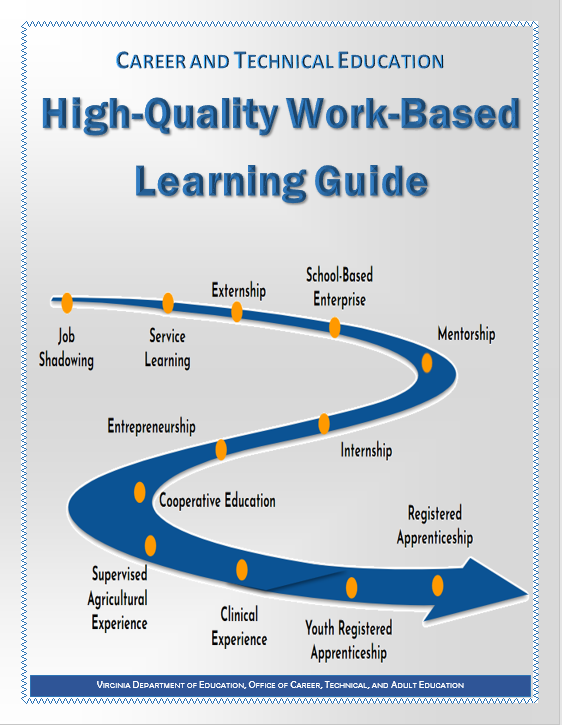 CAREER AND TECHNICAL EDUCATION
High-Quality Work-Based
Learning Guide
Job
Shadowing
Service
Learning
Externship
School-Based
Enterprise
Mentorship
Internship
Entrepreneurship
Cooperative Education
Supervised
Agricultural
Experience
Clinical
Experience
Youth Registered
Apprenticeship
Registered
Apprenticeship
VIRGINIA DEPARTMENT OF EDUCATION, OFFICE OF CAREER, TECHNICAL, AND ADULT EDUCATION